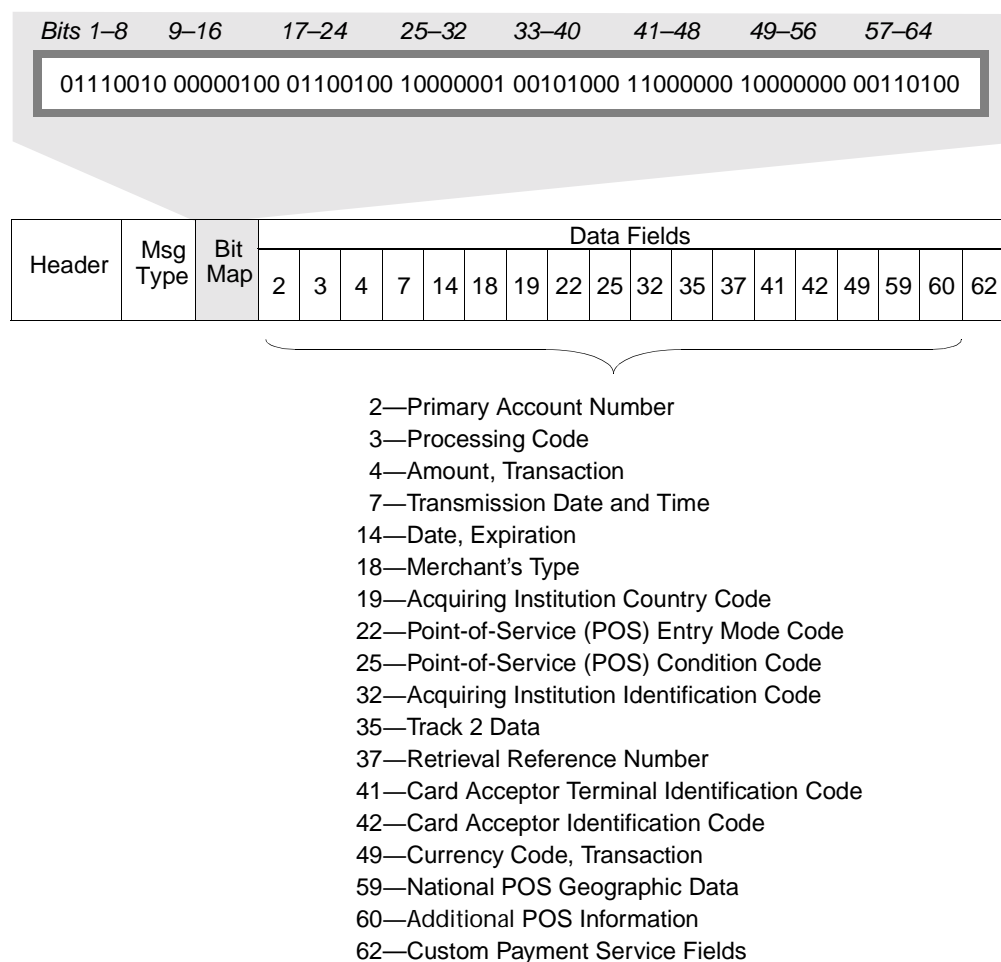 Bits 1–8 9–16 17–24 25–32 33–40 41–48 49–56 57–64
01110010 00000100 01100100 10000001 00101000 11000000 10000000 00110100
Header Msg Type Bit Map Data Fields
2 3 4 7 14 18 19 22 25 32 35 37 41 42 49 59 60 62
2—Primary Account Number
3—Processing Code
4—Amount, Transaction
7—Transmission Date and Time
14—Date, Expiration
18—Merchant's Type
19—Acquiring Institution Country Code
22—Point-of-Service (POS) Entry Mode Code
25—Point-of-Service (POS) Condition Code
32—Acquiring Institution Identification Code
35—Track 2 Data
37—Retrieval Reference Number
41—Card Acceptor Terminal Identification Code
42—Card Acceptor Identification Code
49—Currency Code, Transaction
59—National POS Geographic Data
60—Additional POS Information
62—Custom Payment Service Fields